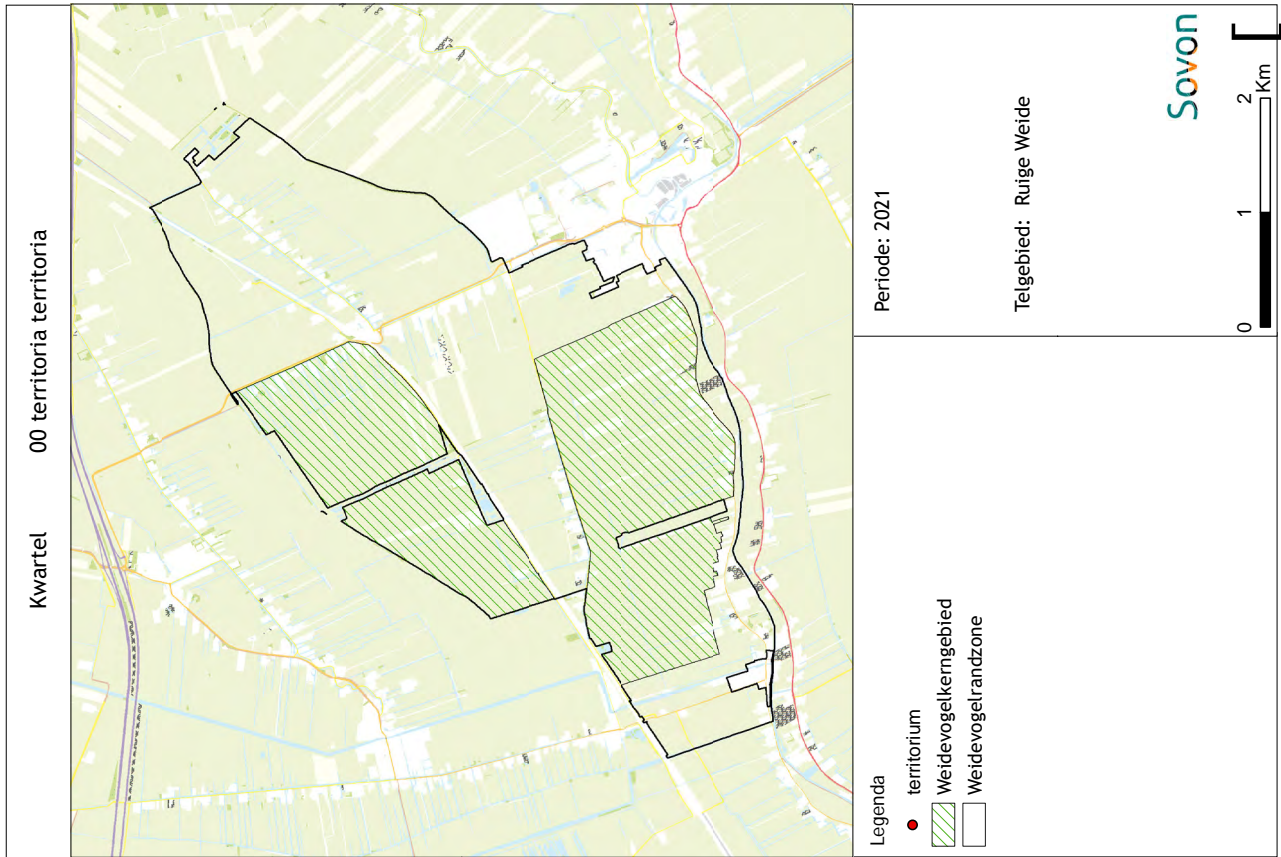 Kwartel 00 territoria territoria
Legenda
territorium
Weidevogelkerngebied
Weidevogelrandzone
Periode: 2021
Telgebied: Ruige Weide
Sovon
0 1 2
Km